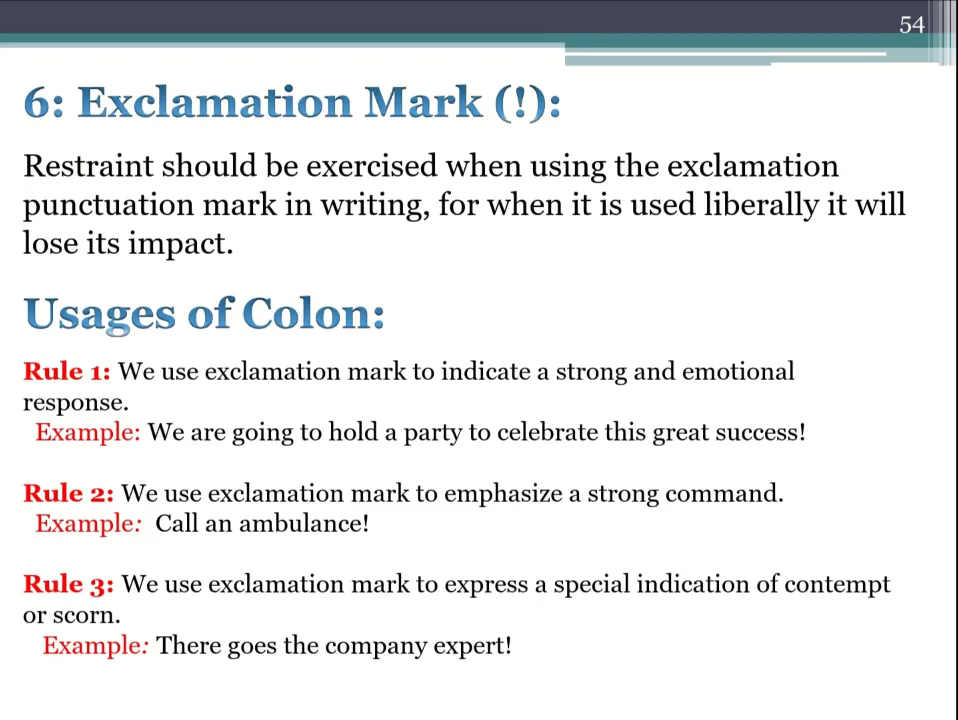 54
6: Exclamation Mark (!):
Restraint should be exercised when using the exclamation
punctuation mark in writing, for when it is used liberally it will
lose its impact.
Usages of Colon:
Rule 1: We use exclamation mark to indicate a strong and emotional
response.
Example: We are going to hold a party to celebrate this great success!
Rule 2: We use exclamation mark to emphasize a strong command.
Example: Call an ambulance!
Rule 3: We use exclamation mark to express a special indication of contempt
or scorn.
Example: There goes the company expert!